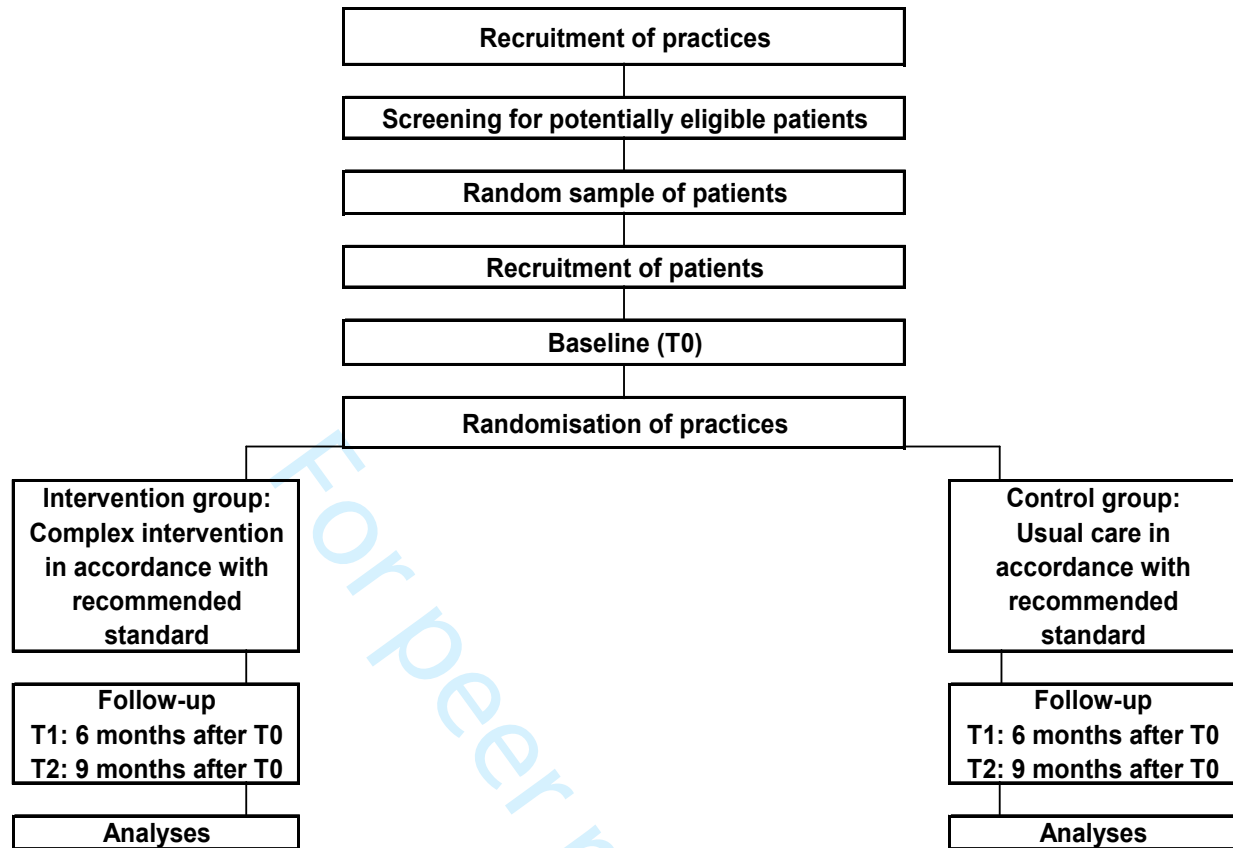 Recruitment of practices
Screening for potentially eligible patients
Random sample of patients
Recruitment of patients
Baseline (T0)
Randomisation of practices
Intervention group:
Complex intervention
in accordance with
recommended
standard
Control group:
Usual care in
accordance with
recommended
standard
Follow-up
T1: 6 months after T0
T2: 9 months after T0
Follow-up
T1: 6 months after T0
T2: 9 months after T0
Analyses
Analyses
For peer